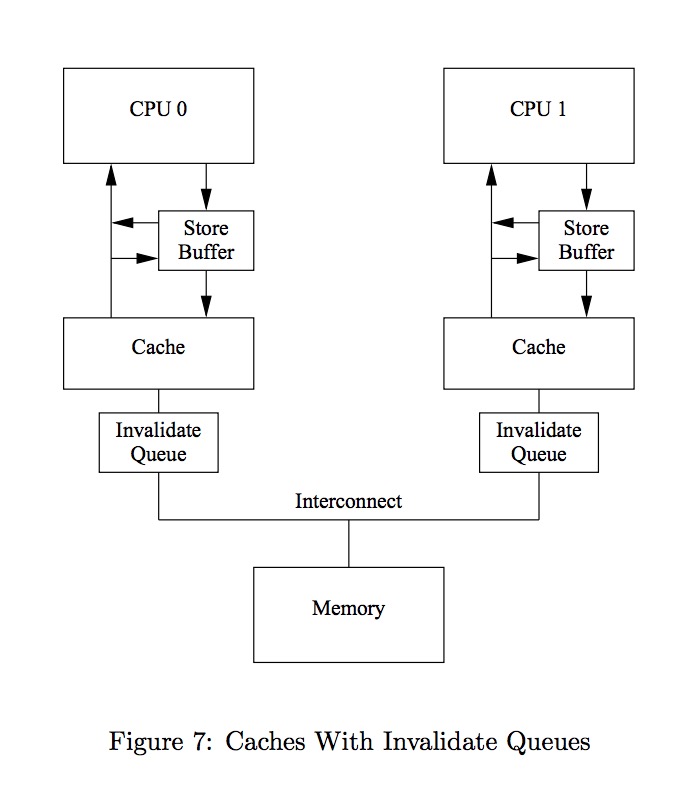 CPU 0
CPU 1
Store
Buffer
Store
Buffer
Cache
Cache
Invalidate
Queue
Invalidate
Queue
Interconnect
Memory
Figure 7: Caches With Invalidate Queues